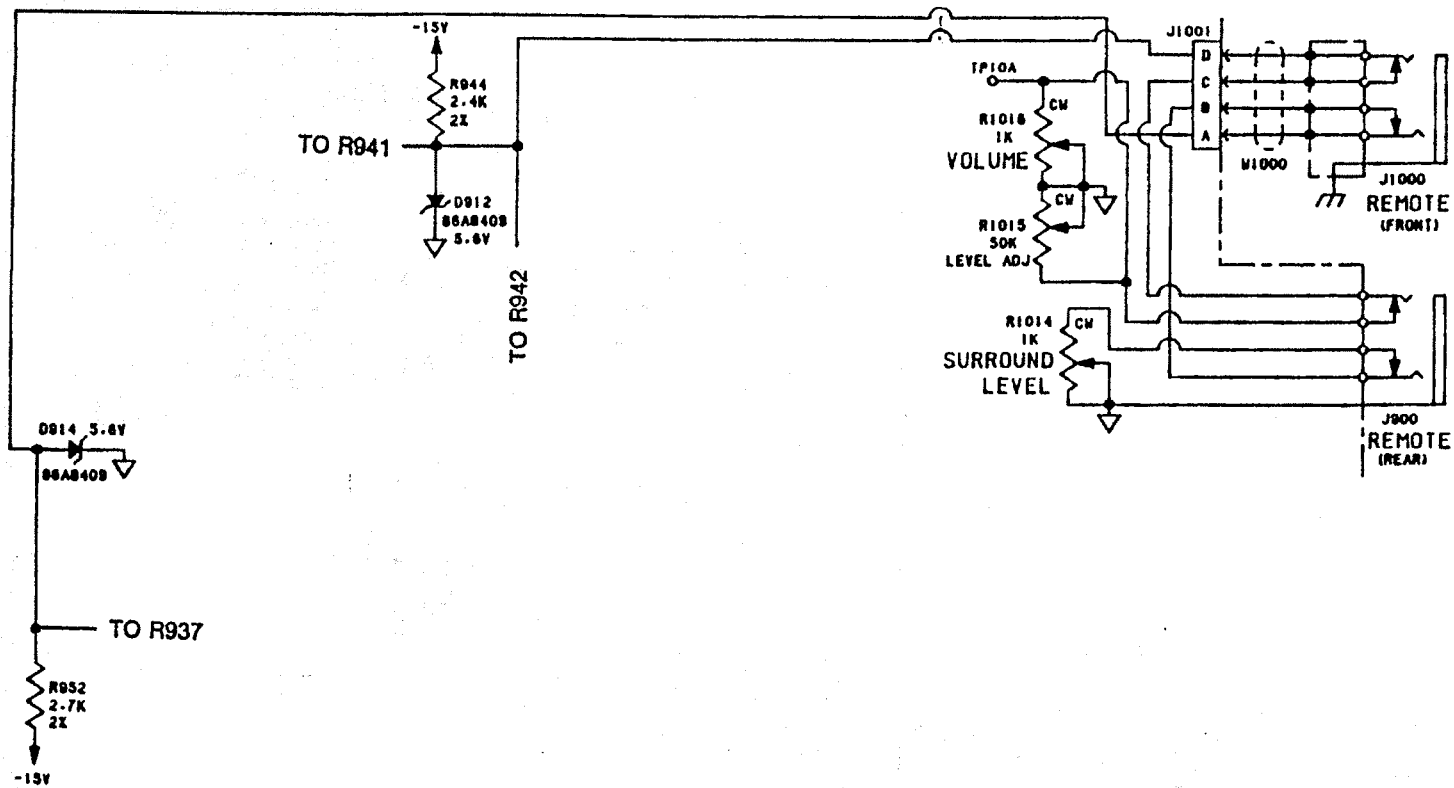 -15V
R944
2.4K
2%
TO R941
D912
86A840B
5.6V
TO R942
J1001
D
C
B
A
TP10A
CW
R1016
1K
VOLUME
CW
R1015
50K
LEVEL ADJ
W1000
J1000
REMOTE
(FRONT)
R1014
CW
1K
SURROUND
LEVEL
J900
REMOTE
(REAR)
D914 5.6V
86A840B
TO R937
R952
2.7K
2%
-15V